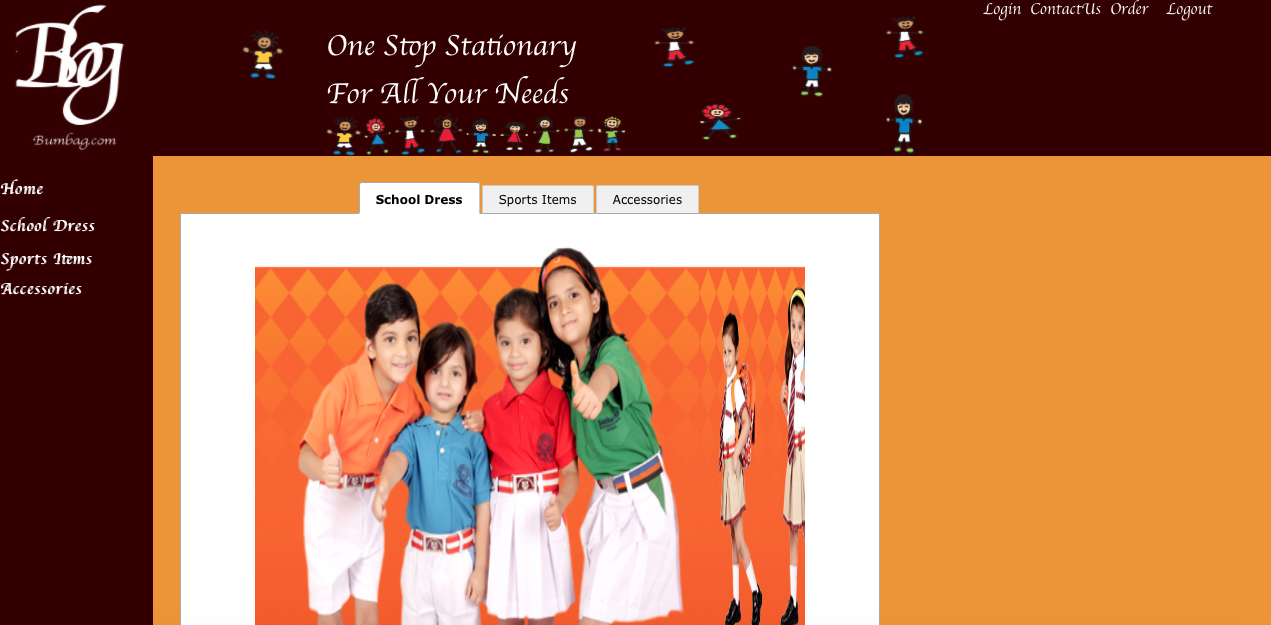 Login ContactUs Order Logout
Bag
Bumbag.com
One Stop Stationary
For All Your Needs
Home
School Dress
Sports Items
Accessories
School Dress Sports Items Accessories